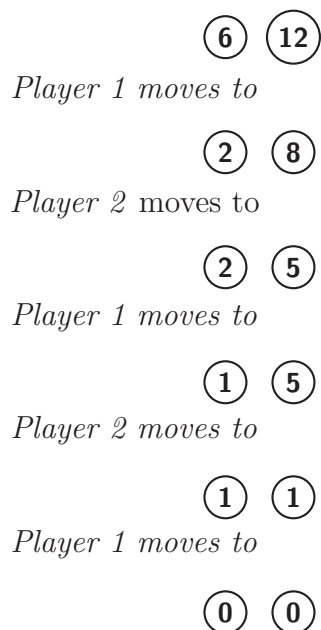 6 12
Player 1 moves to
2 8
Player 2 moves to
2 5
Player 1 moves to
1 5
Player 2 moves to
1 1
Player 1 moves to
0 0